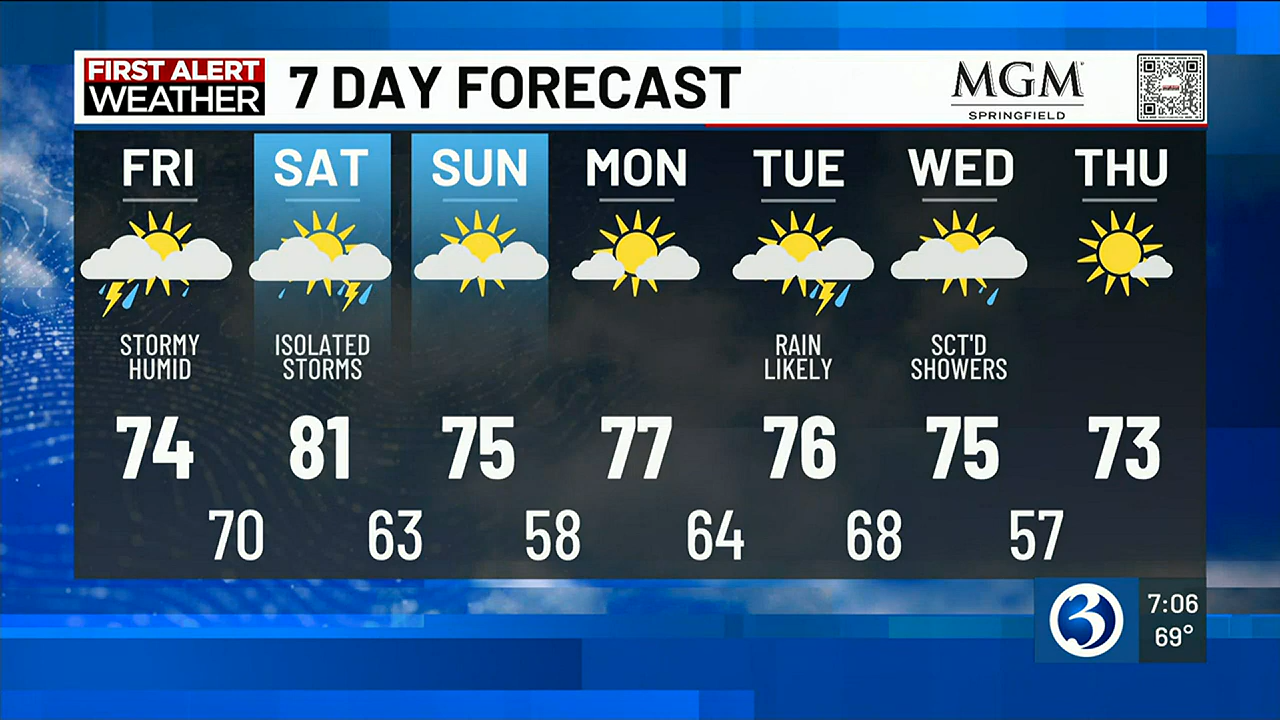 FIRST ALERT
WEATHER
7 DAY FORECAST
MGM
SPRINGFIELD
FRI SAT SUN MON TUE WED THU
STORMY
HUMID
ISOLATED
STORMS
RAIN
LIKELY
SCT'D
SHOWERS
74 81 75 77 76 75 73
70 63 58 64 68 57
3
7:06
69°